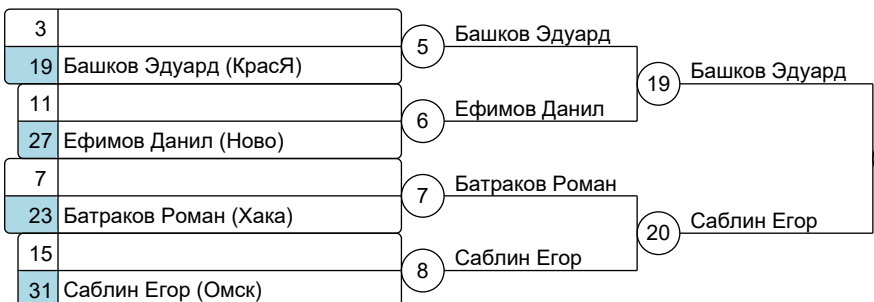 3
19 Башков Эдуард (КрасЯ)
5 Башков Эдуард
19 Башков Эдуард
11
27 Ефимов Данил (Ново)
6 Ефимов Данил
7
23 Батраков Роман (Хака)
7 Батраков Роман
20 Саблин Егор
15
31 Саблин Егор (Омск)
8 Саблин Егор